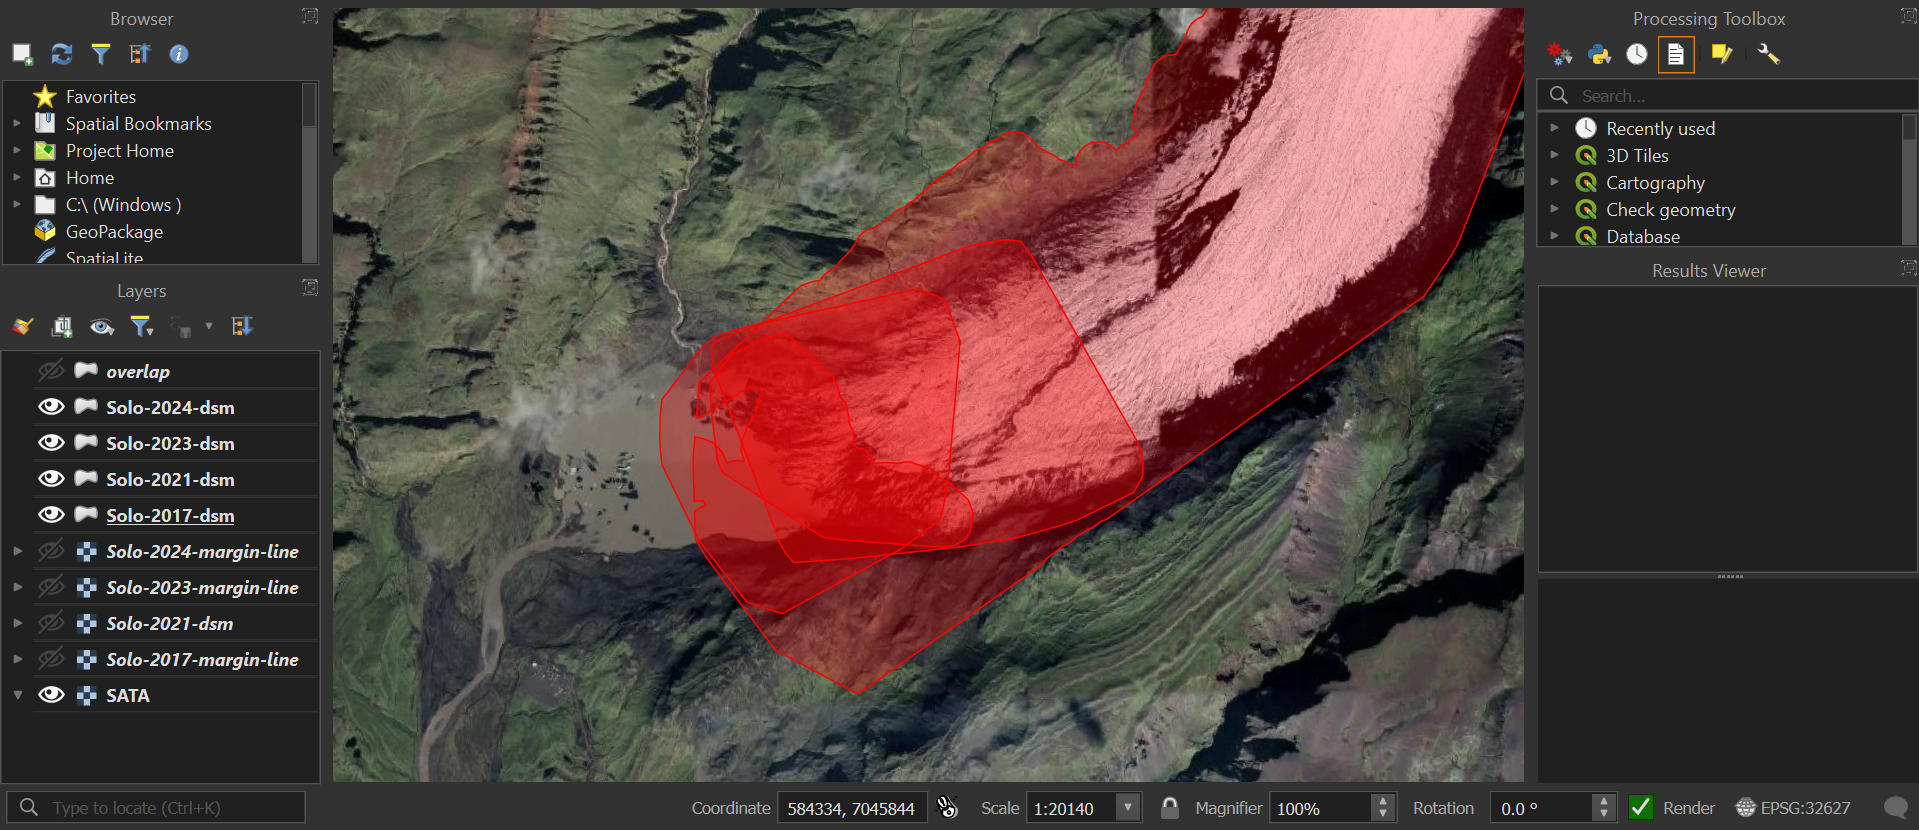 Browser
Favorites
Spatial Bookmarks
Project Home
Home
C:\ (Windows )
GeoPackage
SpatiaLite
Layers
overlap
Solo-2024-dsm
Solo-2023-dsm
Solo-2021-dsm
Solo-2017-dsm
Solo-2024-margin-line
Solo-2023-margin-line
Solo-2021-dsm
Solo-2017-margin-line
SATA
Processing Toolbox
Search...
Recently used
3D Tiles
Cartography
Check geometry
Database
Results Viewer
Type to locate (Ctrl+K)
Coordinate 584334, 7045844 Scale 1:20140 Magnifier 100% Rotation 0.0 ° Render EPSG:32627